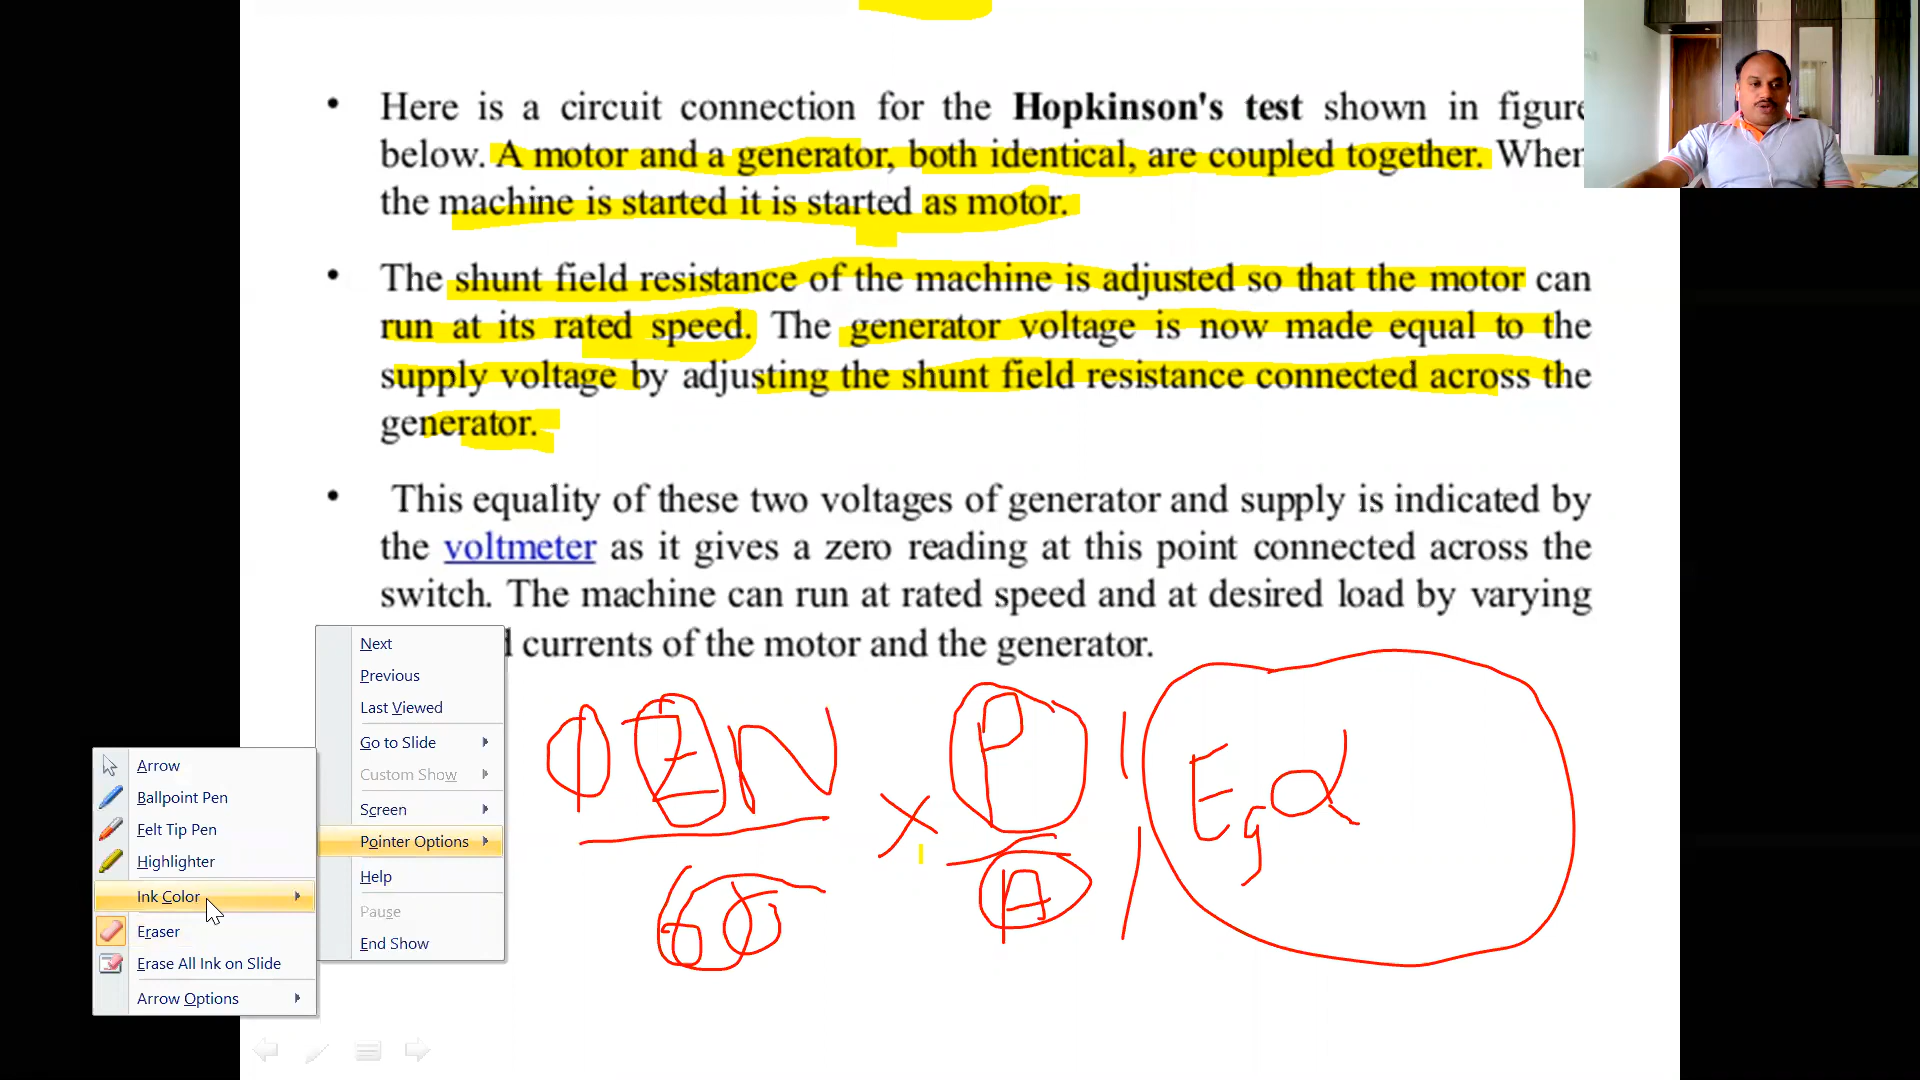 • Here is a circuit connection for the Hopkinson's test shown in figure
below. A motor and a generator, both identical, are coupled together. When
the machine is started it is started as motor.
• The shunt field resistance of the machine is adjusted so that the motor can
run at its rated speed. The generator voltage is now made equal to the
supply voltage by adjusting the shunt field resistance connected across the
generator.
• This equality of these two voltages of generator and supply is indicated by
the voltmeter as it gives a zero reading at this point connected across the
switch. The machine can run at rated speed and at desired load by varying
currents of the motor and the generator.
Next
Previous
Last Viewed
Go to Slide
Custom Show
Screen
Pointer Options
Help
Pause
End Show
Arrow
Ballpoint Pen
Felt Tip Pen
Highlighter
Ink Color
Eraser
Erase All Ink on Slide
Arrow Options
ΦZN
60
×
P
A
Eg α